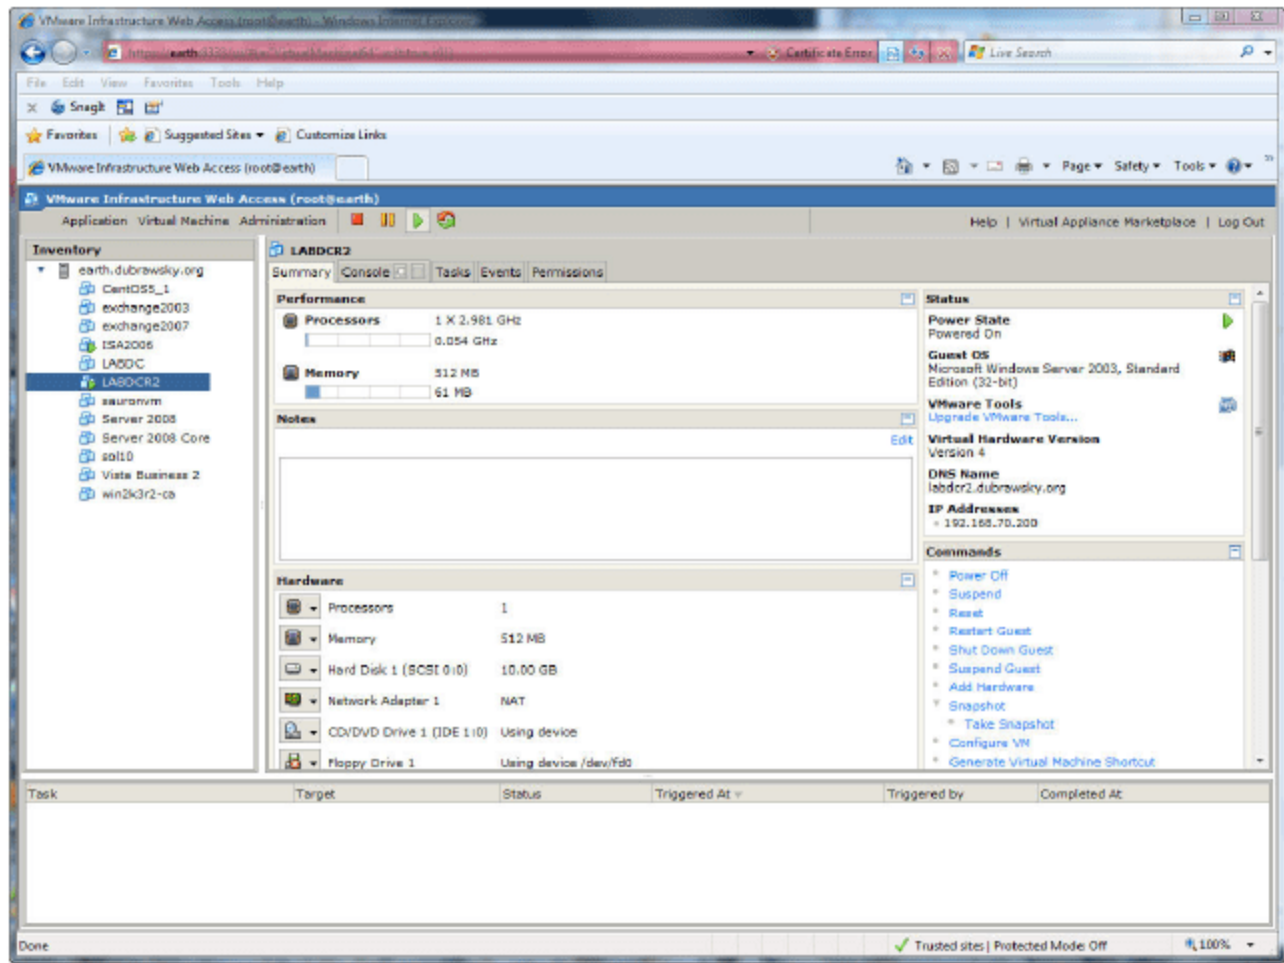 VMware Infrastructure Web Access (root@earth) - Windows Internet Explorer
Certificate Error
Live Search
File Edit View Favorites Tools Help
SnagIt
Favorites Suggested Sites Customize Links
VMware Infrastructure Web Access (root@earth)
Page Safety Tools
VMware Infrastructure Web Access (root@earth)
Application Virtual Machine Administration
Help | Virtual Appliance Marketplace | Log Out
Inventory
earth.dubrawsky.org
CentOS5_1
exchange2003
exchange2007
ISA2006
LABDC
LABDCR2
sauronvm
Server 2008
Server 2008 Core
sol10
Vista Business 2
win2k3r2-ca
LABDCR2
Summary Console Tasks Events Permissions
Performance
Processors 1 X 2.981 GHz
0.054 GHz
Memory 512 MB
61 MB
Notes
Edit
Hardware
Processors 1
Memory 512 MB
Hard Disk 1 (SCSI 0:0) 10.00 GB
Network Adapter 1 NAT
CD/DVD Drive 1 (IDE 1:0) Using device
Floppy Drive 1 Using device /dev/fd0
Status
Power State
Powered On
Guest OS
Microsoft Windows Server 2003, Standard
Edition (32-bit)
VMware Tools
Upgrade VMware Tools...
Virtual Hardware Version
Version 4
DNS Name
labdcr2.dubrawsky.org
IP Addresses
192.168.70.200
Commands
Power Off
Suspend
Reset
Restart Guest
Shut Down Guest
Suspend Guest
Add Hardware
Snapshot
Take Snapshot
Configure VM
Generate Virtual Machine Shortcut
Task Target Status Triggered At Triggered by Completed At
Done
Trusted sites | Protected Mode: Off
100%